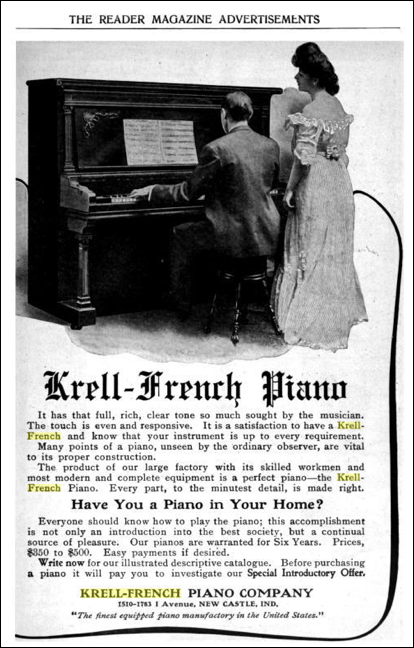 THE READER MAGAZINE ADVERTISEMENTS
Krell-French Piano
It has that full, rich, clear tone so much sought by the musician.
The touch is even and responsive. It is a satisfaction to have a Krell-
French and know that your instrument is up to every requirement.
Many points of a piano, unseen by the ordinary observer, are vital
to its proper construction.
The product of our large factory with its skilled workmen and
most modern and complete equipment is a perfect piano—the Krell-
French Piano. Every part, to the minutest detail, is made right.
Have You a Piano in Your Home?
Everyone should know how to play the piano; this accomplishment
is not only an introduction into the best society, but a continual
source of pleasure. Our pianos are warranted for Six Years. Prices,
$350 to $500. Easy payments if desired.
Write now for our illustrated descriptive catalogue. Before purchasing
a piano it will pay you to investigate our Special Introductory Offer.
KRELL-FRENCH PIANO COMPANY
1510-1783 I Avenue, NEW CASTLE, IND.
"The finest equipped piano manufactory in the United States."